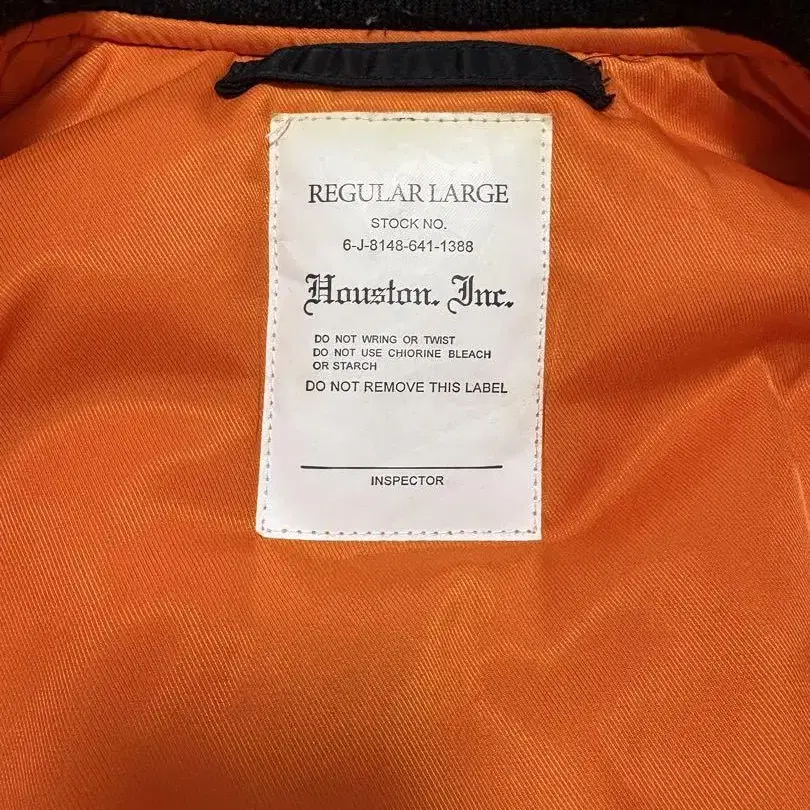 REGULAR LARGE
STOCK NO.
6-J-8148-641-1388
Houston. Inc.
DO NOT WRING OR TWIST
DO NOT USE CHIORINE BLEACH
OR STARCH
DO NOT REMOVE THIS LABEL
INSPECTOR